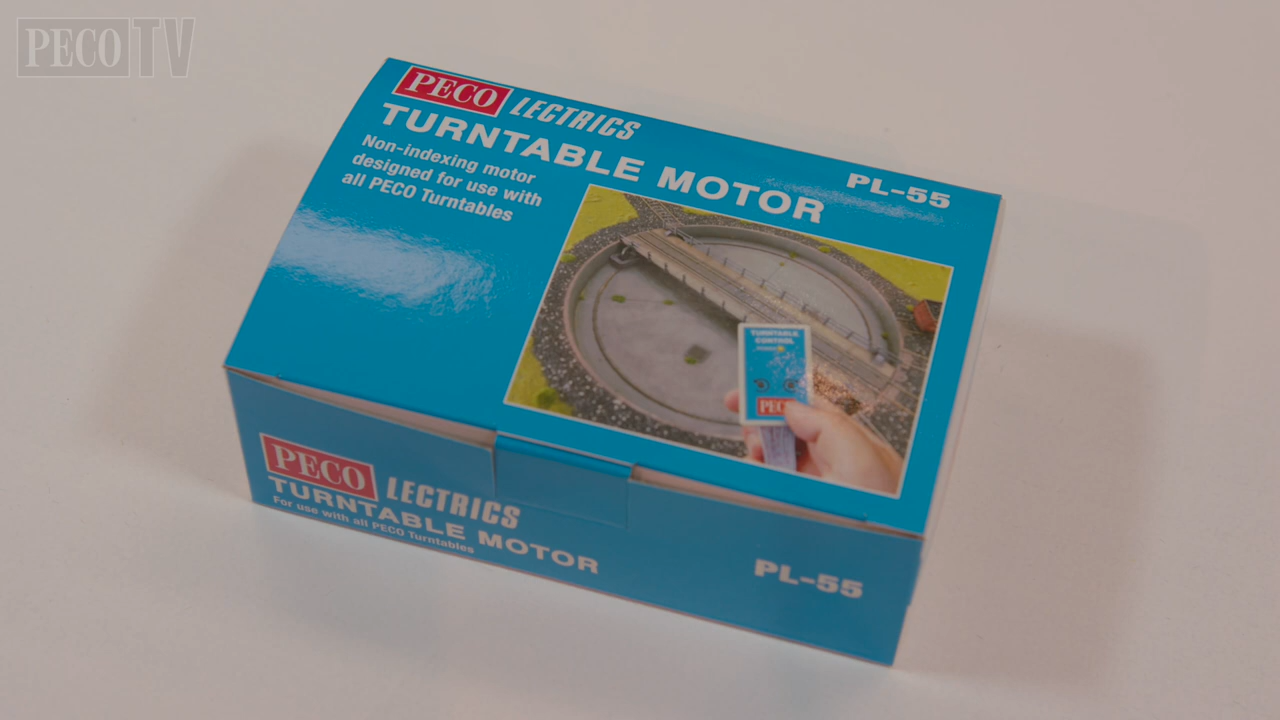 PECO TV
PECO LECTRICS
TURNTABLE MOTOR
PL-55
Non-indexing motor
designed for use with
all PECO Turntables
TURNTABLE
CONTROL
PECO LECTRICS
TURNTABLE MOTOR
For use with all PECO Turntables
PL-55